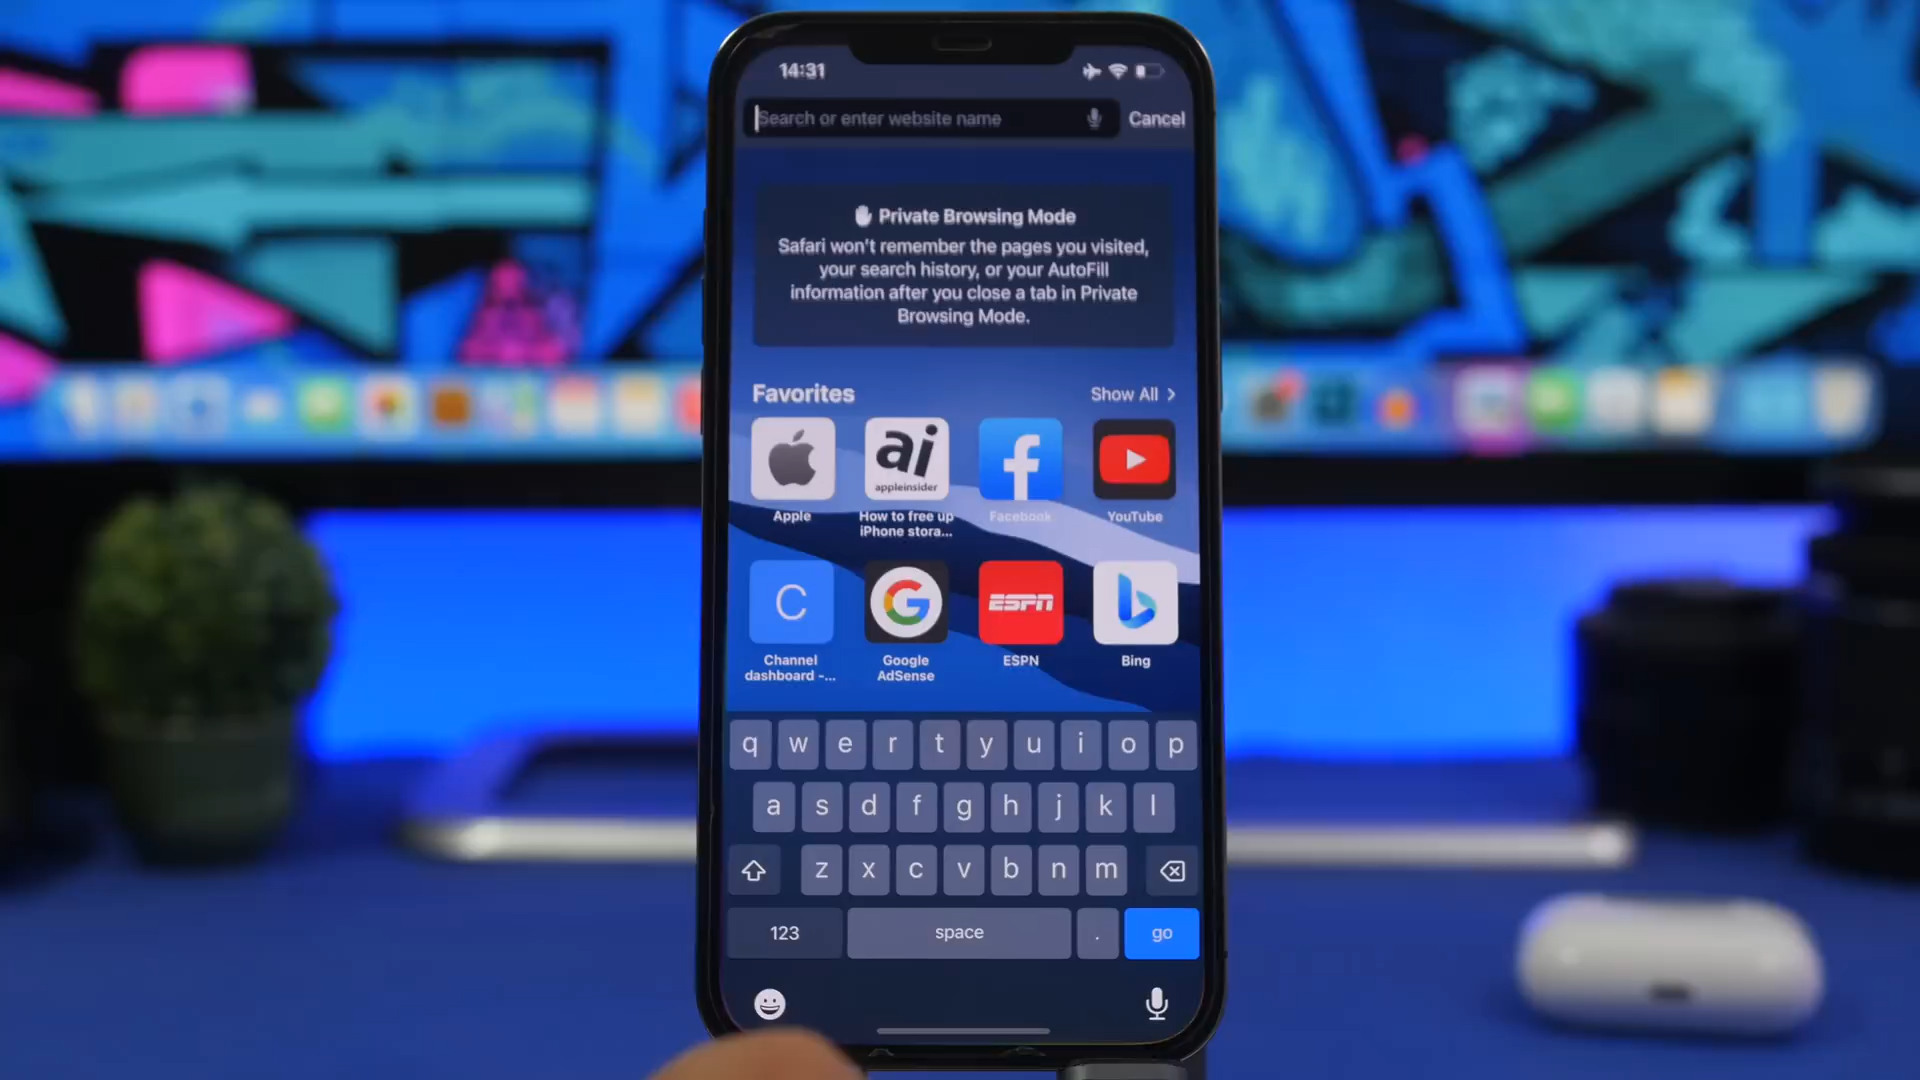 14:31
Search or enter website name
Cancel
Private Browsing Mode
Safari won't remember the pages you visited,
your search history, or your AutoFill
information after you close a tab in Private
Browsing Mode.
Favorites
Show All >
ai
appleinsider
Apple
How to free up
iPhone stora...
Facebook
YouTube
C
G
ESPN
b
Channel
dashboard -...
Google
AdSense
ESPN
Bing
q w e r t y u i o p
a s d f g h j k l
z x c v b n m
123
space
.
go